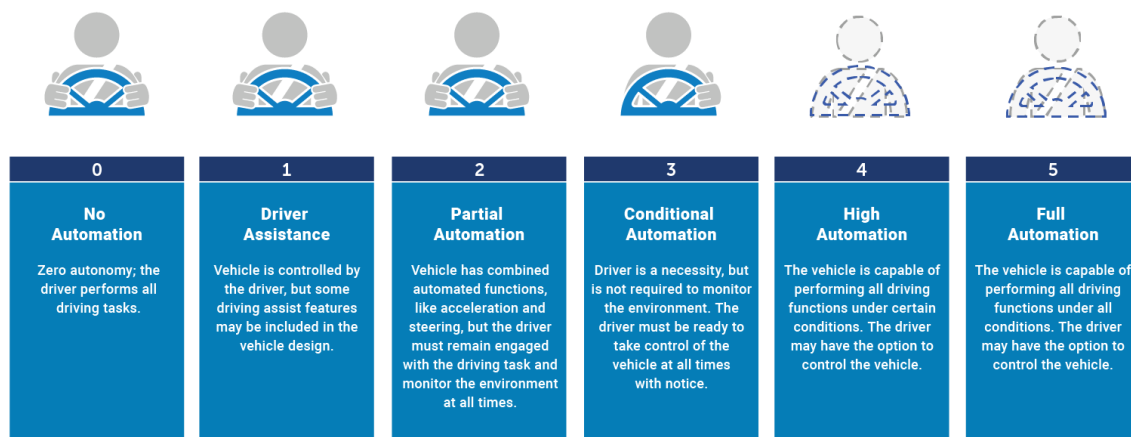 0
No
Automation
Zero autonomy; the
driver performs all
driving tasks.
1
Driver
Assistance
Vehicle is controlled by
the driver, but some
driving assist features
may be included in the
vehicle design.
2
Partial
Automation
Vehicle has combined
automated functions,
like acceleration and
steering, but the driver
must remain engaged
with the driving task and
monitor the environment
at all times.
3
Conditional
Automation
Driver is a necessity, but
is not required to monitor
the environment. The
driver must be ready to
take control of the
vehicle at all times
with notice.
4
High
Automation
The vehicle is capable of
performing all driving
functions under certain
conditions. The driver
may have the option to
control the vehicle.
5
Full
Automation
The vehicle is capable of
performing all driving
functions under all
conditions. The driver
may have the option to
control the vehicle.